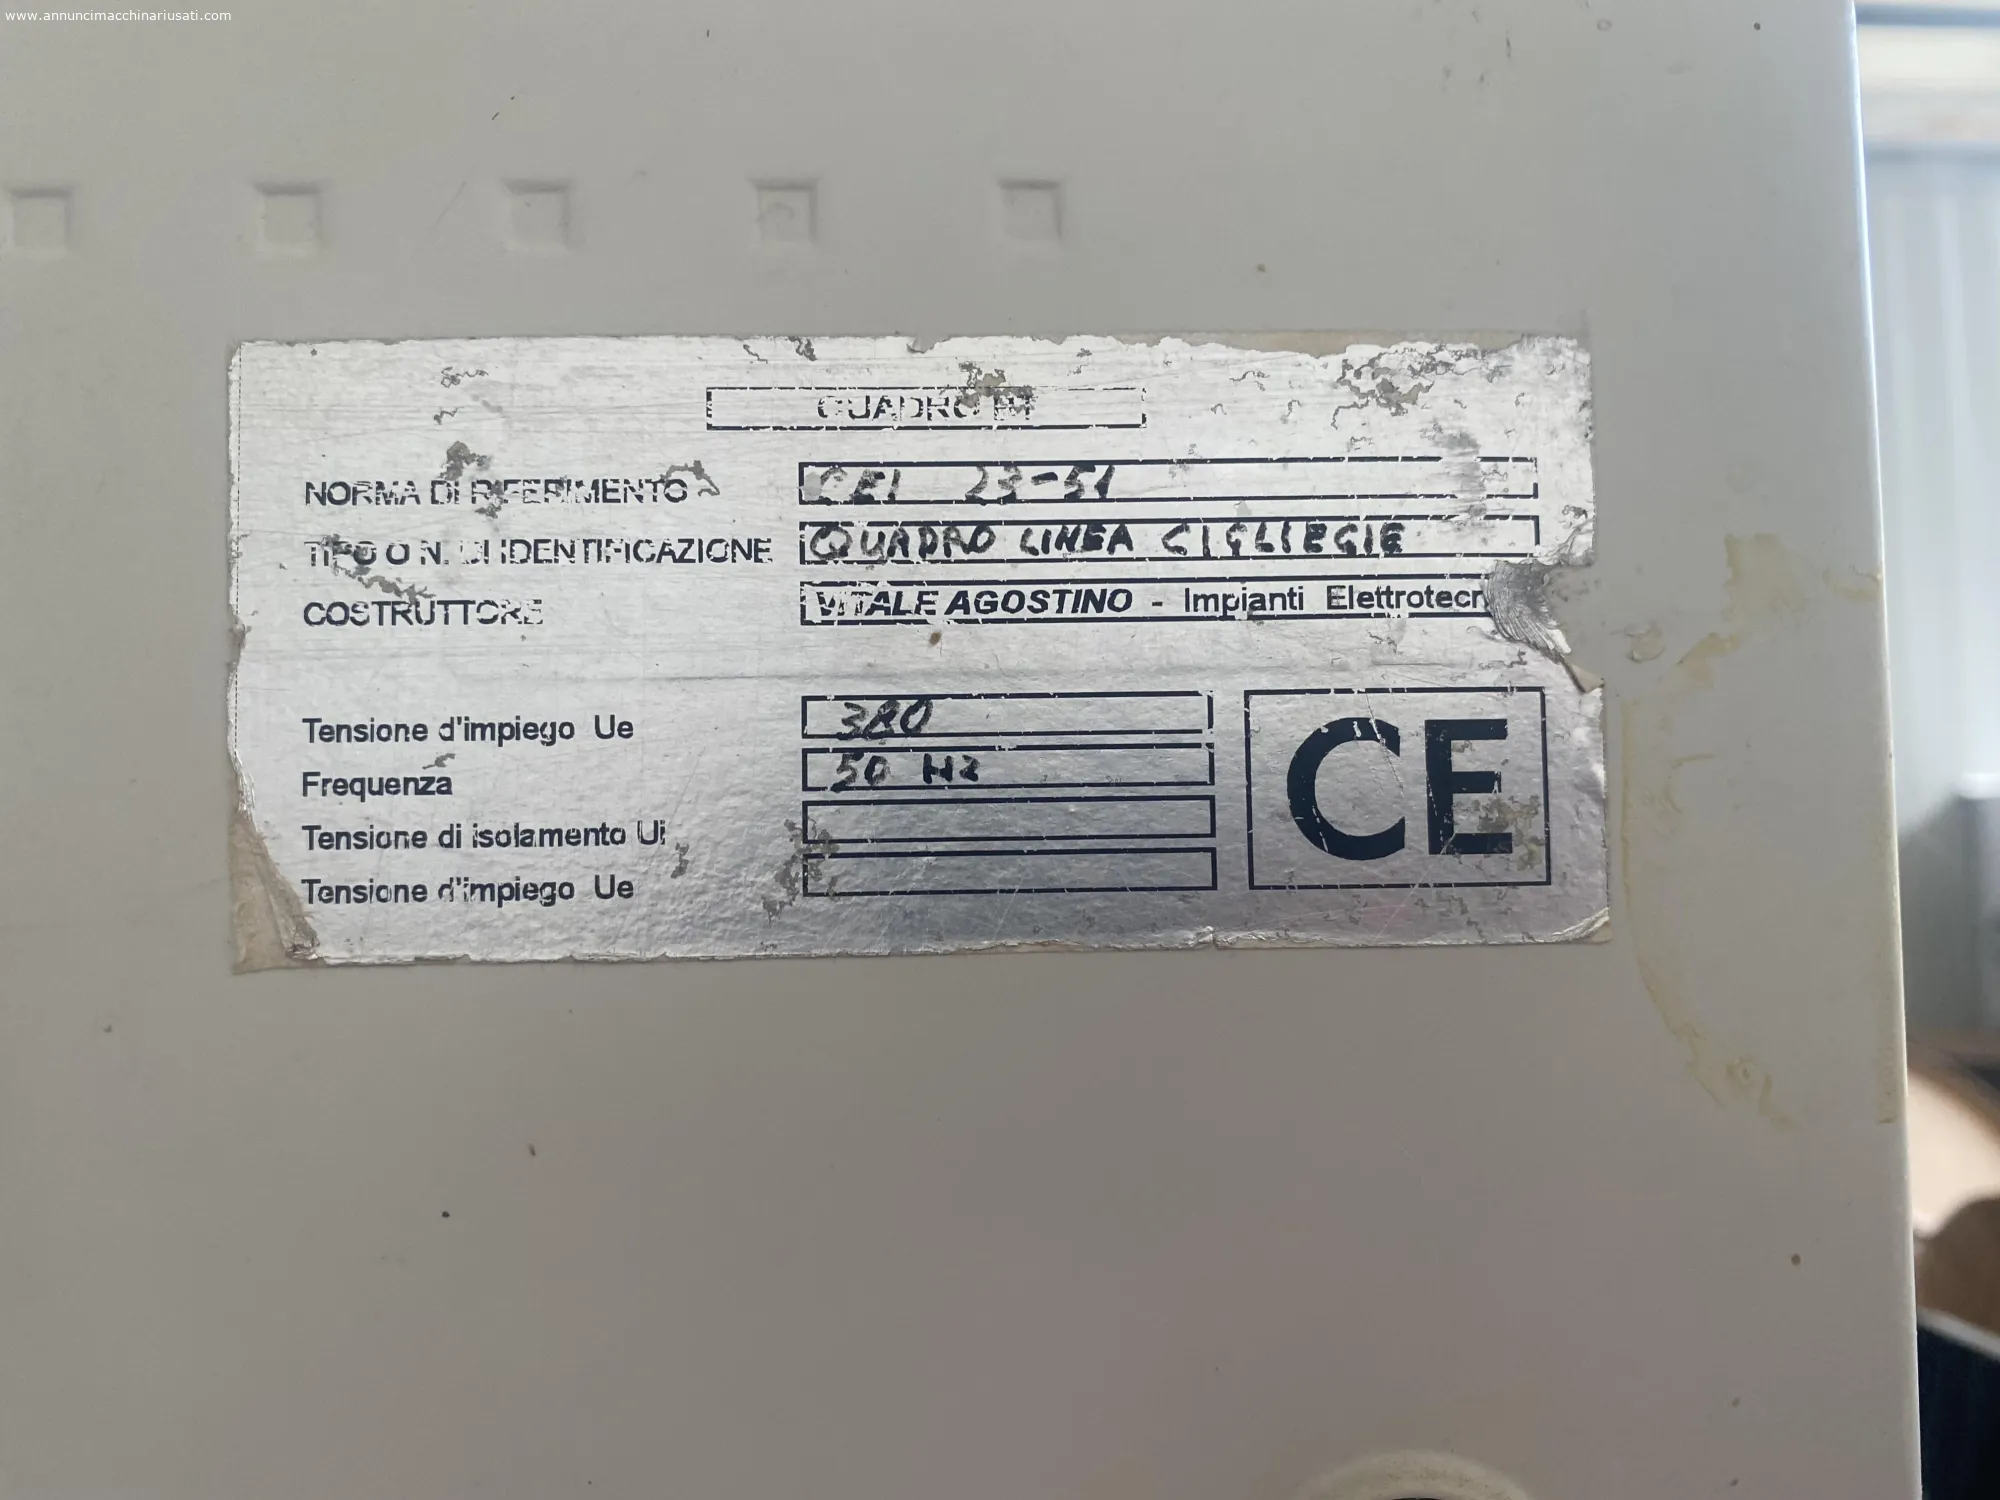 www.annuncimacchinariusati.com
QUADRO
NORMA DI RIFERIMENTO CEI 23-51
TIPO O N. DI IDENTIFICAZIONE QUADRO LINEA CIGLIEGIE
COSTRUTTORE VITALE AGOSTINO - Impianti
Tensione d'impiego Ue 380
Frequenza 50 Hz
Tensione di isolamento Ui
Tensione d'impiego Ue
CE